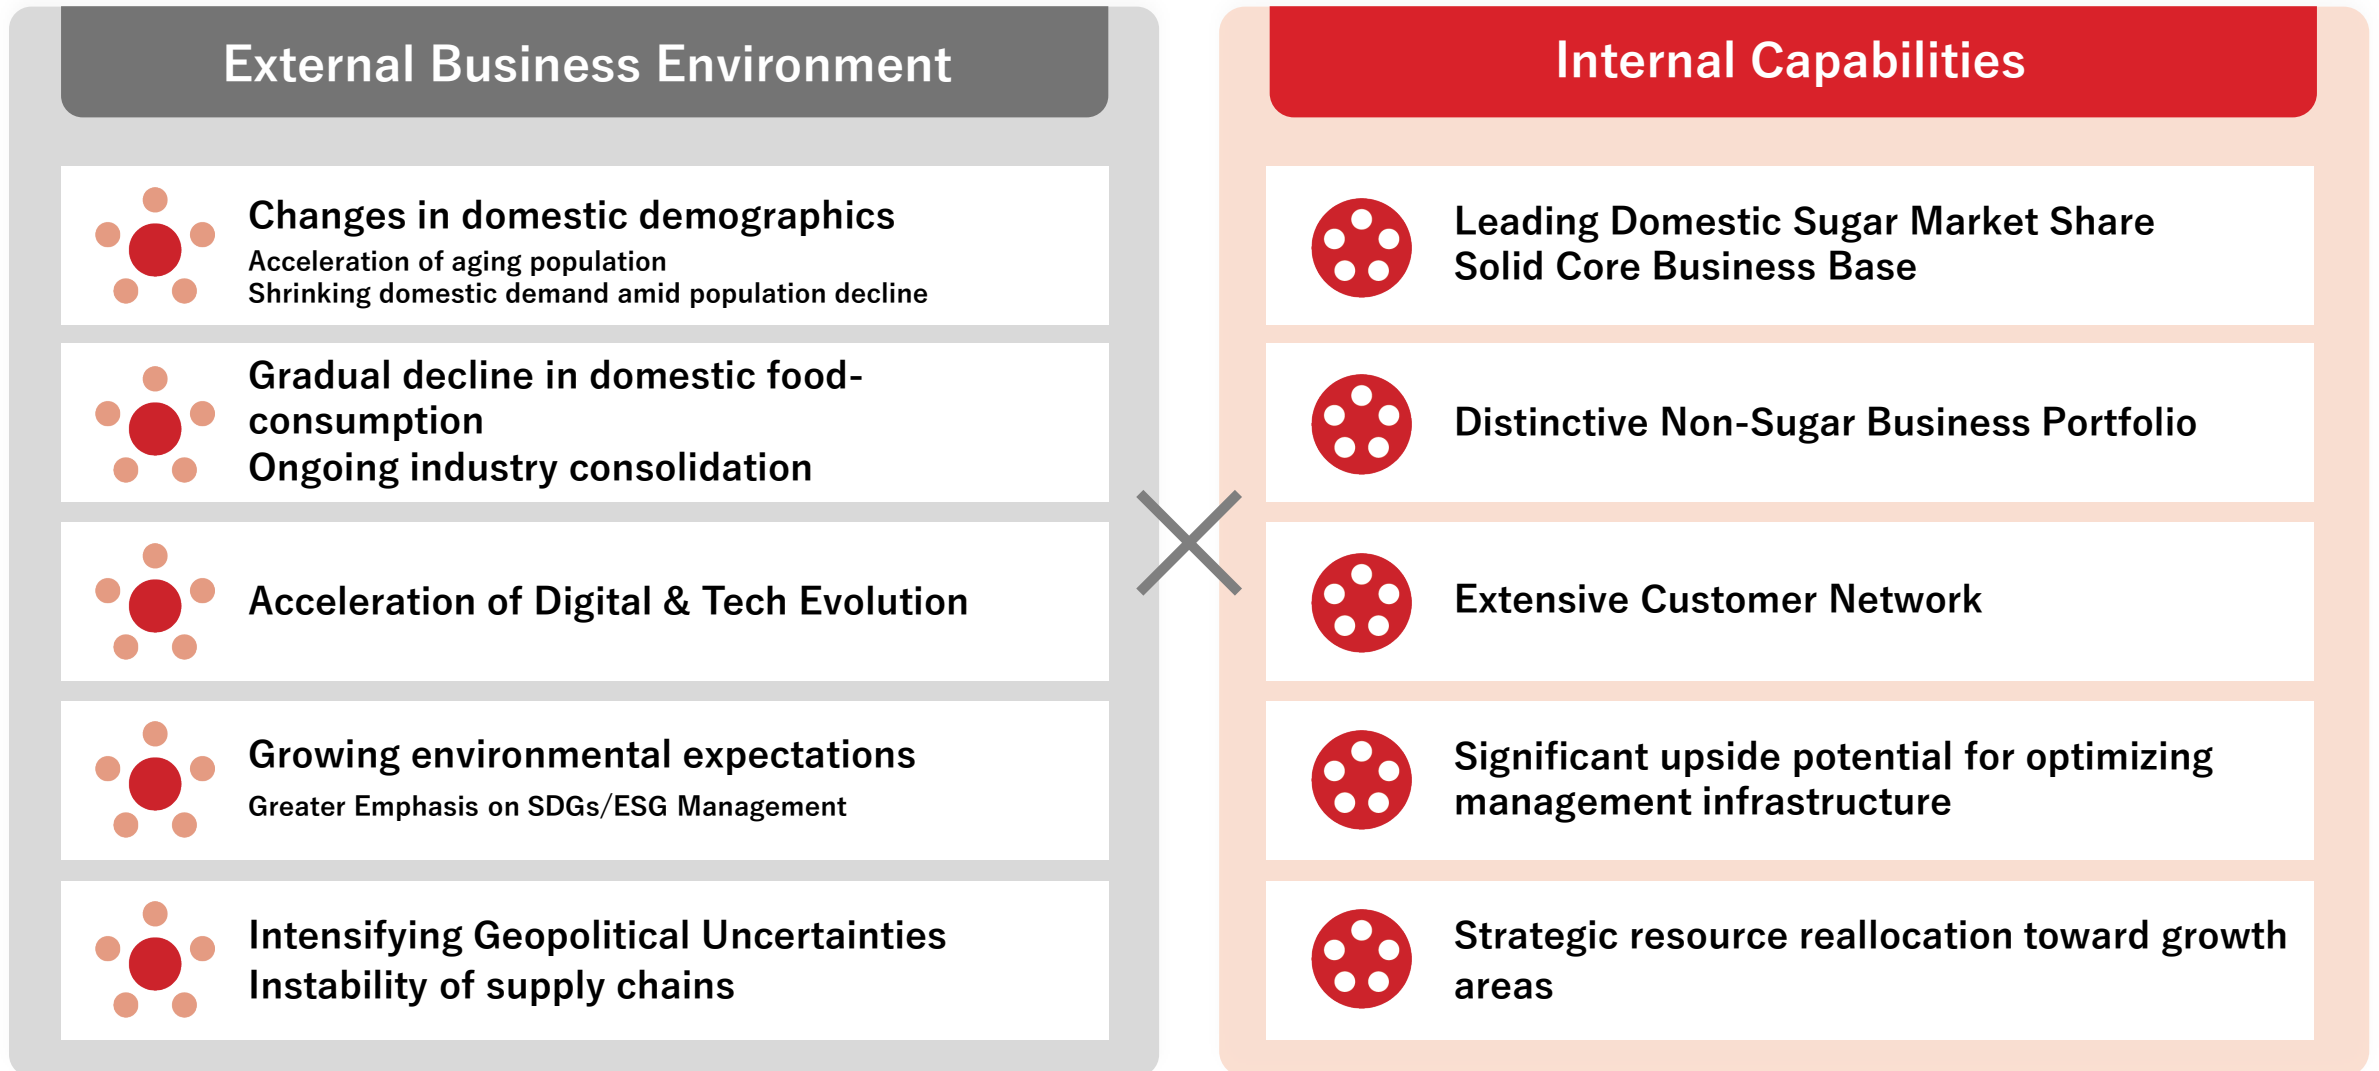 External Business Environment
Changes in domestic demographics
Acceleration of aging population
Shrinking domestic demand amid population decline
Gradual decline in domestic food-
consumption
Ongoing industry consolidation
Acceleration of Digital & Tech Evolution
Growing environmental expectations
Greater Emphasis on SDGs/ESG Management
Intensifying Geopolitical Uncertainties
Instability of supply chains
Internal Capabilities
Leading Domestic Sugar Market Share
Solid Core Business Base
Distinctive Non-Sugar Business Portfolio
Extensive Customer Network
Significant upside potential for optimizing
management infrastructure
Strategic resource reallocation toward growth
areas